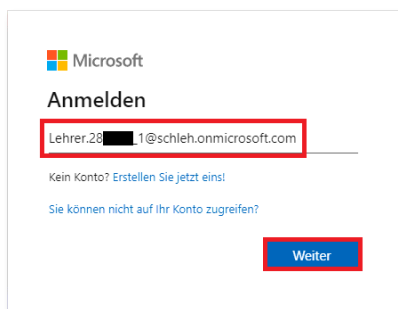 Microsoft
Anmelden
Lehrer.28 _1@schleh.onmicrosoft.com
Kein Konto? Erstellen Sie jetzt eins!
Sie können nicht auf Ihr Konto zugreifen?
Weiter